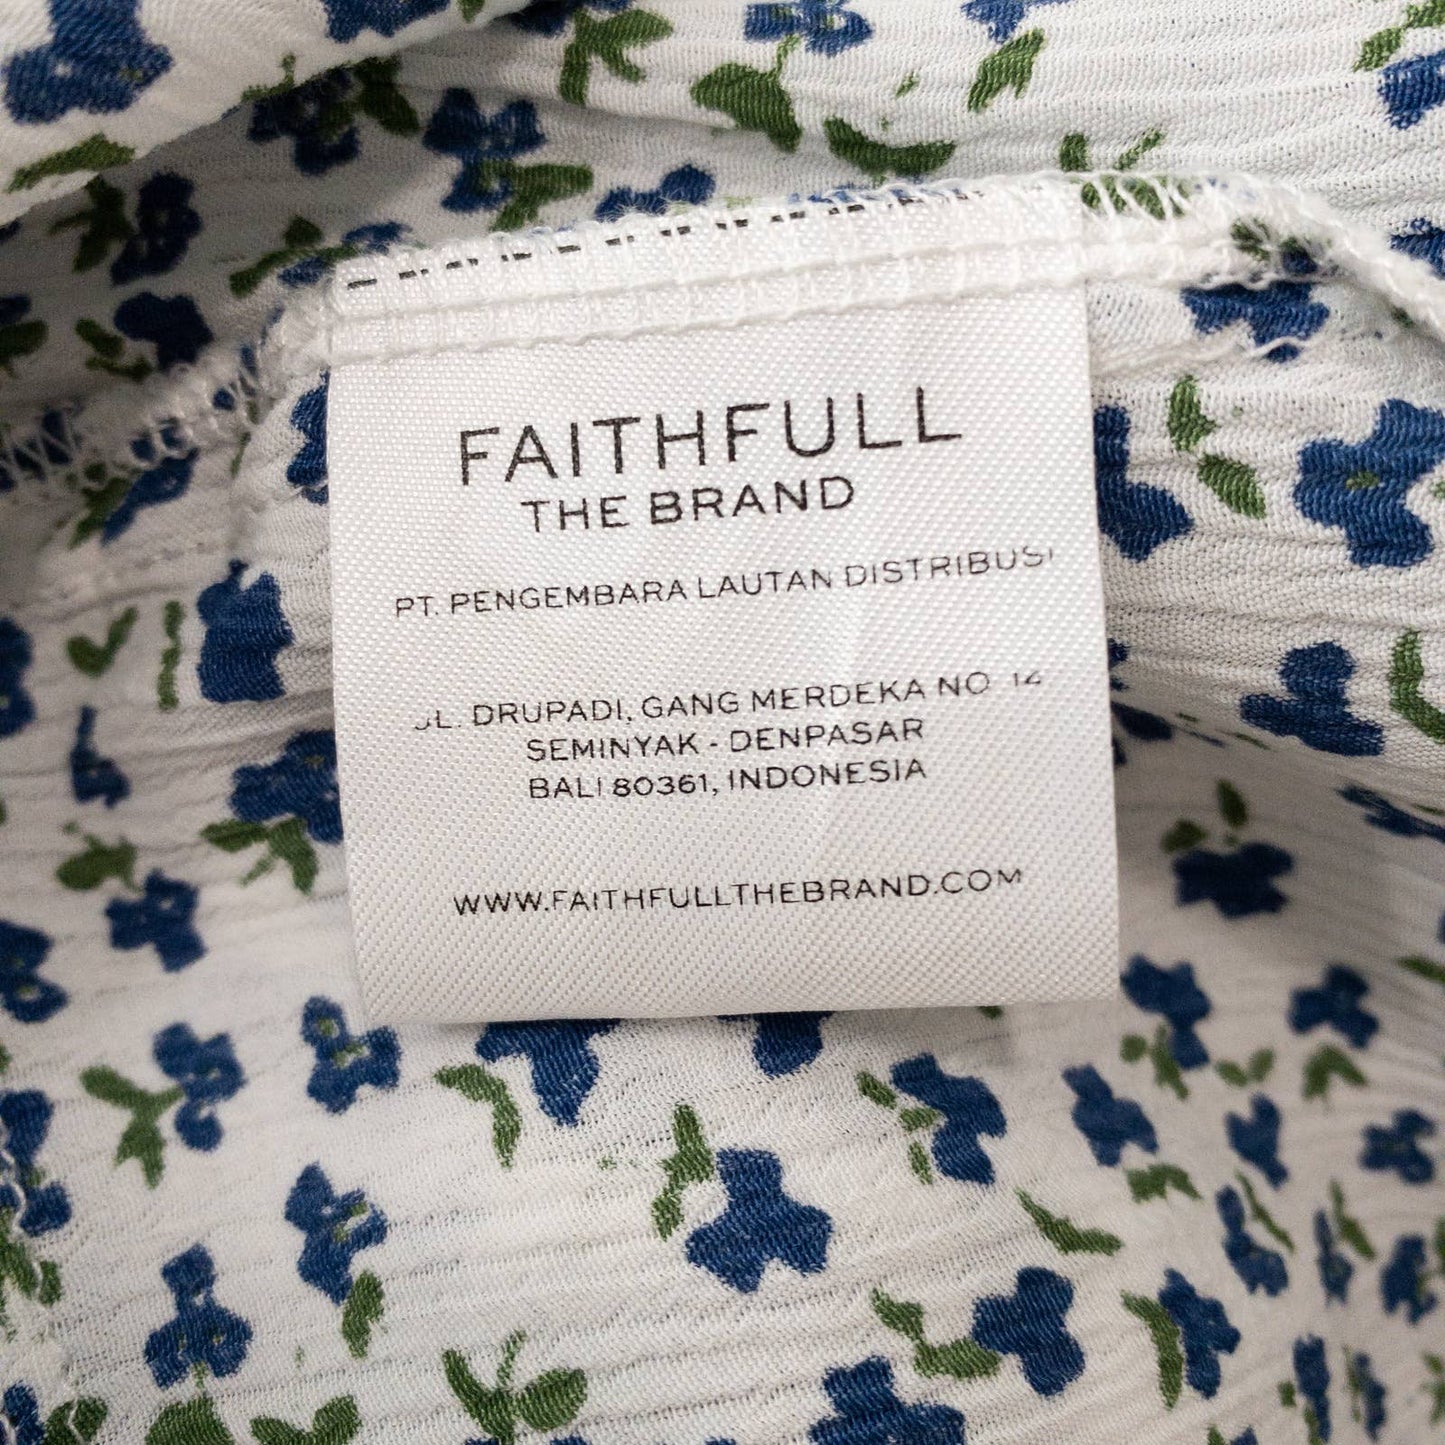 FAITHFULL
THE BRAND
PT. PENGEMBARA LAUTAN DISTRIBUSI
JL. DRUPADI, GANG MERDEKA NO
SEMINYAK - DENPASAR
BALI 80361, INDONESIA
WWW.FAITHFULLTHEBRAND.COM